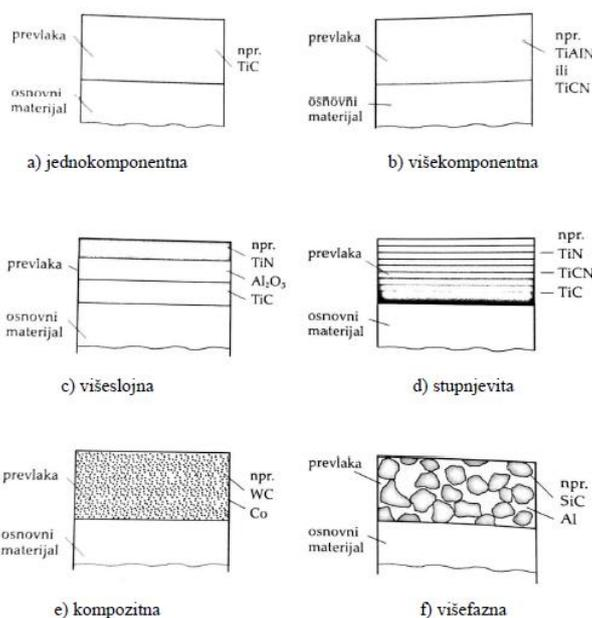 prevlaka
npr.
TiC
osnovni
materijal
a) jednokomponentna
prevlaka
npr.
TiAlN
ili
TiCN
osnovni
materijal
b) višekomponentna
prevlaka
npr.
TiN
Al₂O₃
TiC
osnovni
materijal
c) višeslojna
prevlaka
npr.
TiN
TiCN
TiC
osnovni
materijal
d) stupnjevita
prevlaka
npr.
WC
Co
osnovni
materijal
e) kompozitna
prevlaka
npr.
SiC
Al
osnovni
materijal
f) višefazna